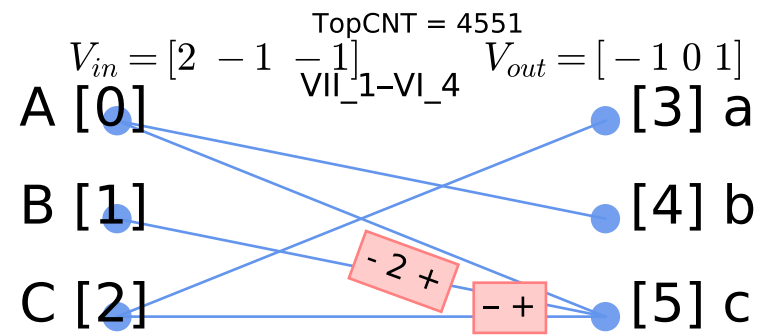 TopCNT = 4551
V_in = [2 −1 −1] V_out = [−1 0 1]
VII_1–VI_4
A [0] [3] a
B [1] [4] b
- 2 +
C [2] – + [5] c